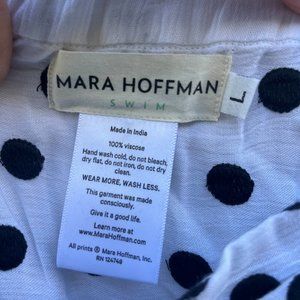 MARA HOFFMAN
SWIM
L
Made in India
100% viscose
Hand wash cold, do not bleach,
dry flat, do not iron, do not dry
clean.
WEAR MORE, WASH LESS.
This garment was made
consciously.
Give it a good life.
Learn more at
www.MaraHoffman.com
All prints ® Mara Hoffman Inc.
RN 124748